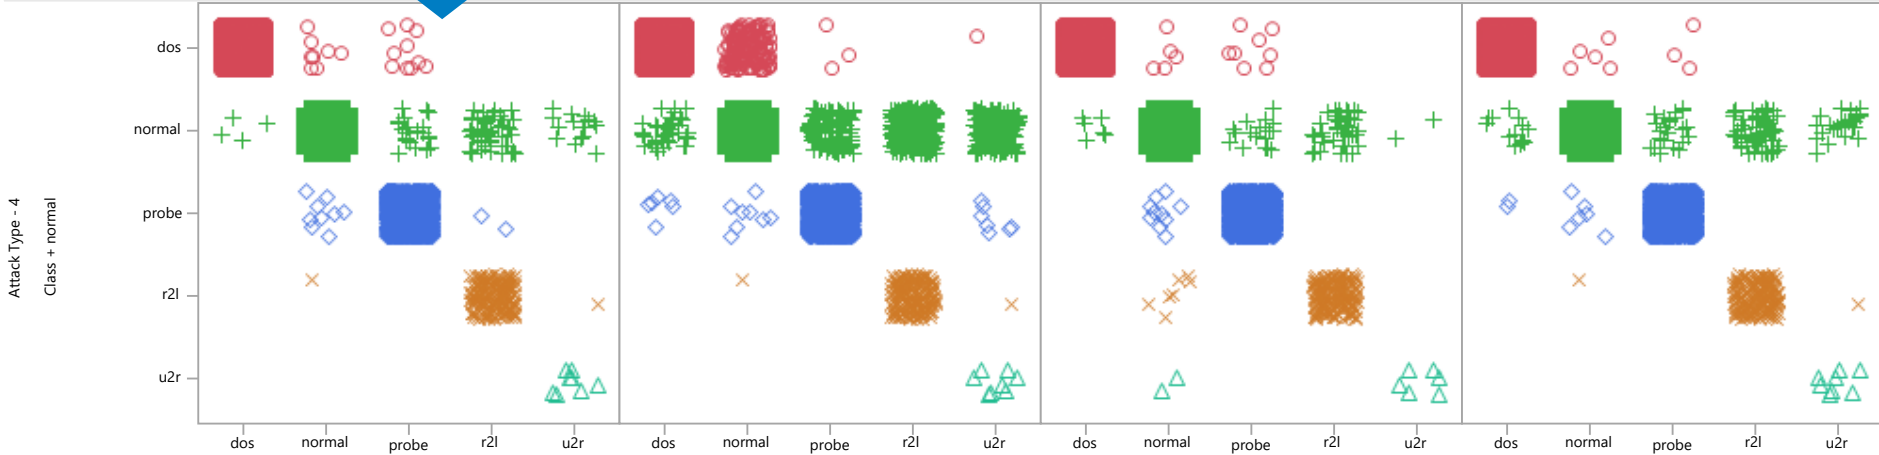 Attack Type - 4
Class + normal
dos
normal
probe
r2l
u2r
dos normal probe r2l u2r dos normal probe r2l u2r dos normal probe r2l u2r dos normal probe r2l u2r